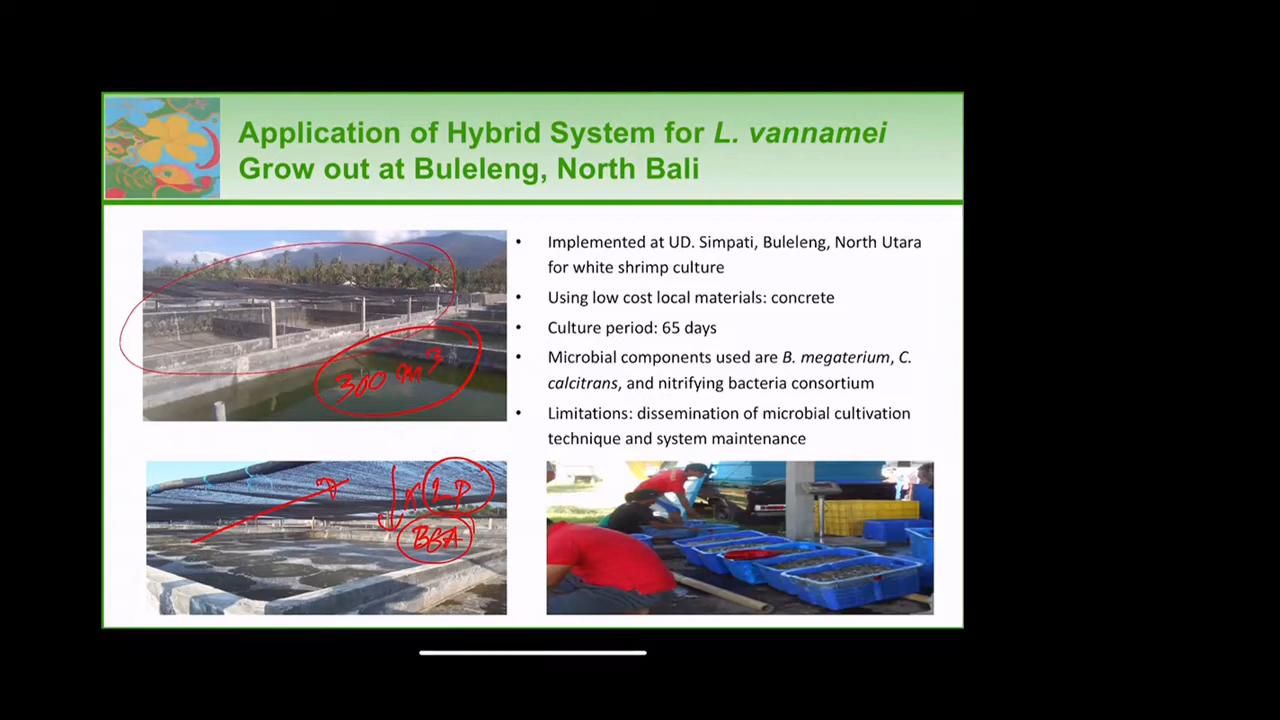 Application of Hybrid System for L. vannamei
Grow out at Buleleng, North Bali
• Implemented at UD. Simpati, Buleleng, North Utara
for white shrimp culture
• Using low cost local materials: concrete
• Culture period: 65 days
• Microbial components used are B. megaterium, C.
calcitrans, and nitrifying bacteria consortium
• Limitations: dissemination of microbial cultivation
technique and system maintenance
300 m³
BGA